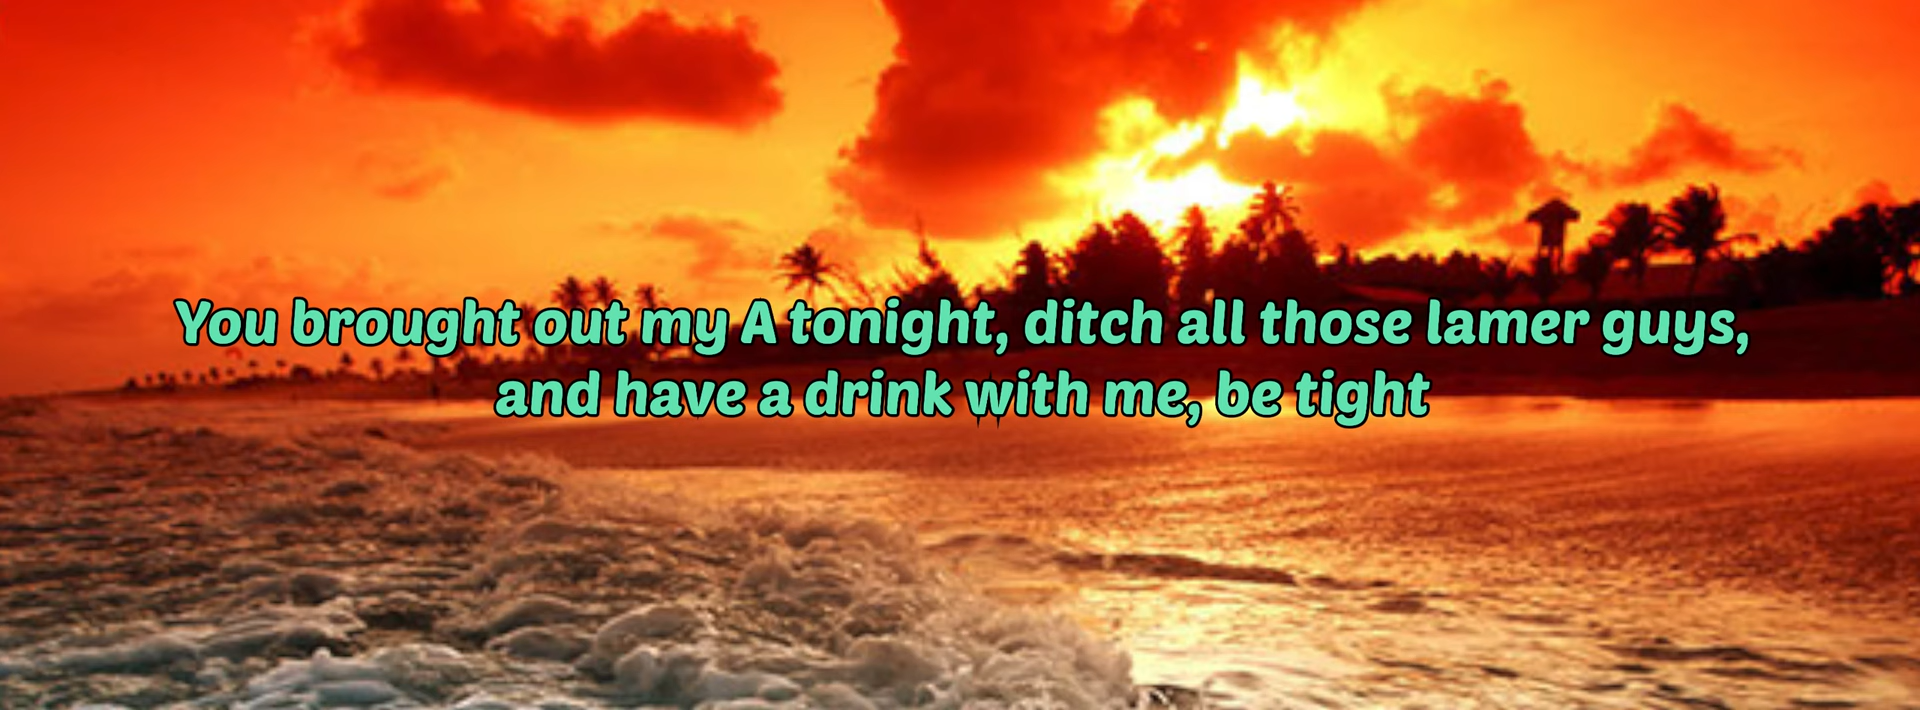 You brought out my A tonight, ditch all those lamer guys,
and have a drink with me, be tight